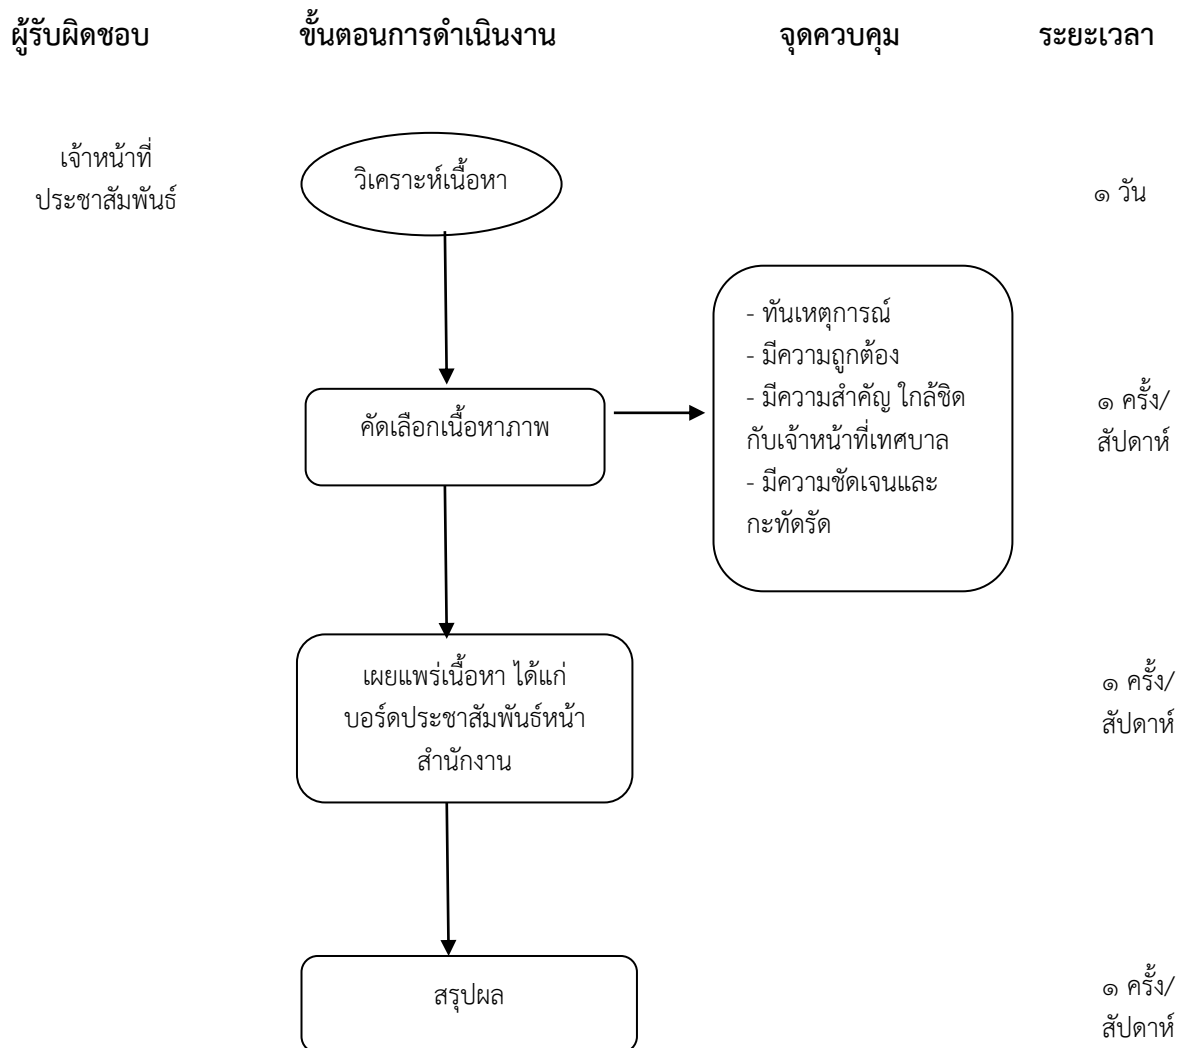 ผู้รับผิดชอบ ขั้นตอนการดำเนินงาน จุดควบคุม ระยะเวลา
เจ้าหน้าที่
ประชาสัมพันธ์
วิเคราะห์เนื้อหา
๑ วัน
คัดเลือกเนื้อหาภาพ
- ทันเหตุการณ์
- มีความถูกต้อง
- มีความสำคัญ ใกล้ชิด
กับเจ้าหน้าที่เทศบาล
- มีความชัดเจนและ
กะทัดรัด
๑ ครั้ง/
สัปดาห์
เผยแพร่เนื้อหา ได้แก่
บอร์ดประชาสัมพันธ์หน้า
สำนักงาน
๑ ครั้ง/
สัปดาห์
สรุปผล
๑ ครั้ง/
สัปดาห์